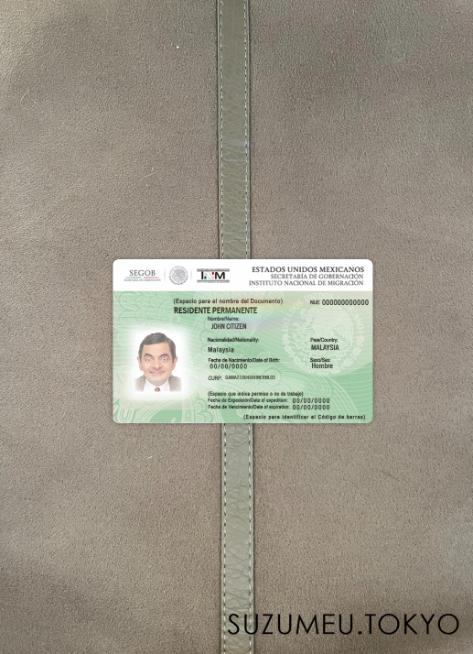 SEGOB
ESTADOS UNIDOS MEXICANOS
SECRETARÍA DE GOBERNACIÓN
INSTITUTO NACIONAL DE MIGRACIÓN
(Espacio para el nombre del Documento)
NUE: 000000000000
RESIDENTE PERMANENTE
Nombre/Name:
JOHN CITIZEN
Nacionalidad/Nationality: País/Country:
Malaysia MALAYSIA
Fecha de Nacimiento/Date of Birth: Sexo/Sex:
00/00/0000 Hombre
CURP:
(Espacio que indica permiso o no de trabajo)
Fecha de Expedición/Date of expedition: 00/00/0000
Fecha de Vencimiento/Date of expiration: 00/00/0000
(Espacio para identificar el Código de barras)
SUZUMEU.TOKYO